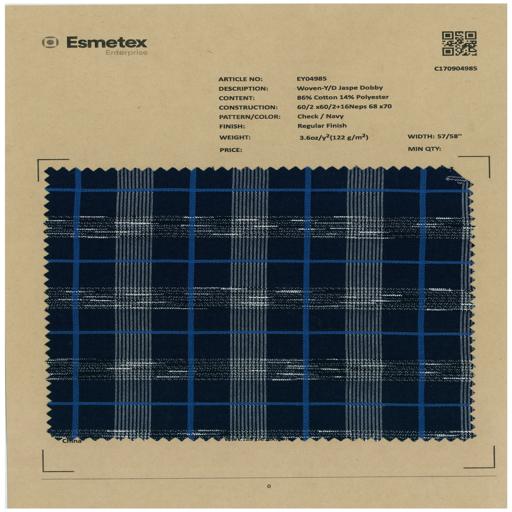 Esmetex
Enterprise
C170904985
ARTICLE NO: EY04985
DESCRIPTION: Woven-Y/D Jaspe Dobby
CONTENT: 86% Cotton 14% Polyester
CONSTRUCTION: 60/2 x60/2+16Neps 68 x70
PATTERN/COLOR: Check / Navy
FINISH: Regular Finish
WEIGHT: 3.6oz/y²(122 g/m²) WIDTH: 57/58"
PRICE: MIN QTY:
China